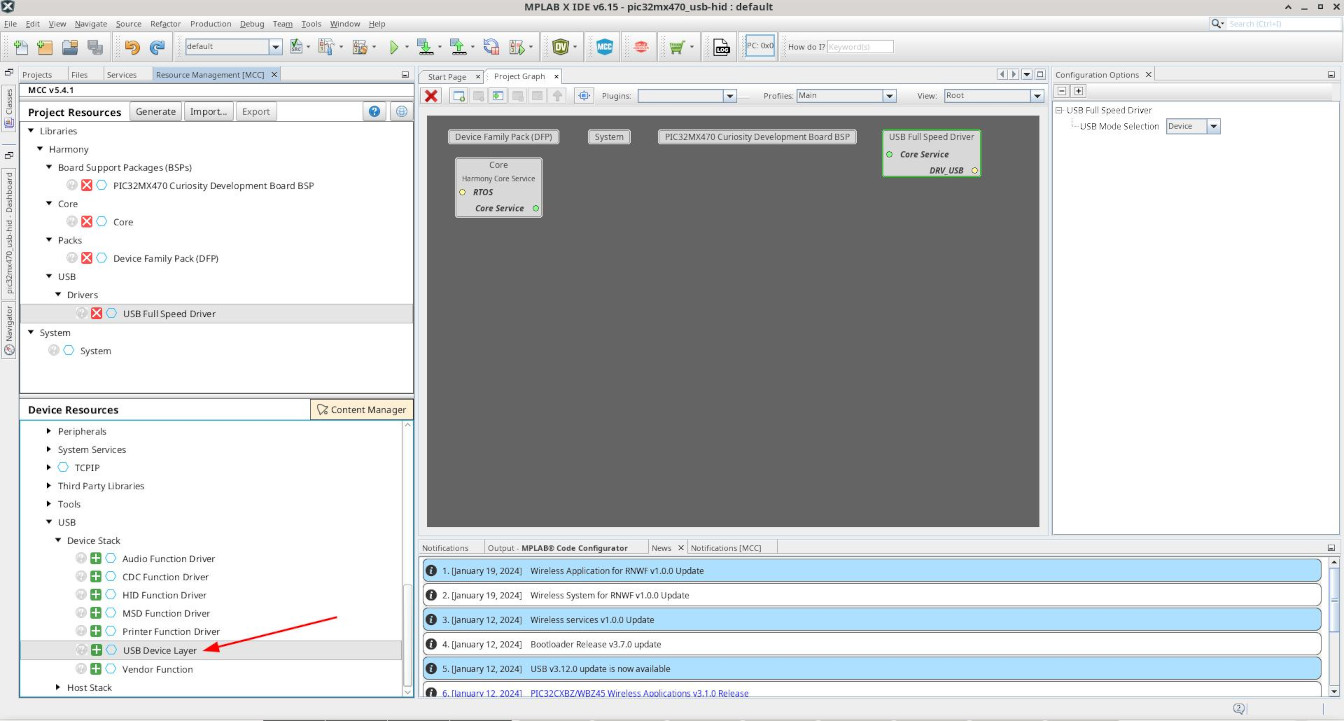 MPLAB X IDE v6.15 - pic32mx470_usb-hid : default
File Edit View Navigate Source Refactor Production Debug Team Tools Window Help
Search (Ctrl+I)
default
DV
MCC
LOG
PC: 0x0
How do I? Keyword(s)
Projects Files Services Resource Management [MCC]
MCC v5.4.1
Project Resources Generate Import... Export
Libraries
Harmony
Board Support Packages (BSPs)
PIC32MX470 Curiosity Development Board BSP
Core
Core
Packs
Device Family Pack (DFP)
USB
Drivers
USB Full Speed Driver
System
System
Classes
pic32mx470_usb-hid - Dashboard
Navigator
Device Resources Content Manager
Peripherals
System Services
TCPIP
Third Party Libraries
Tools
USB
Device Stack
Audio Function Driver
CDC Function Driver
HID Function Driver
MSD Function Driver
Printer Function Driver
USB Device Layer
Vendor Function
Host Stack
Start Page Project Graph
Plugins: Profiles: Main View: Root
Device Family Pack (DFP) System PIC32MX470 Curiosity Development Board BSP USB Full Speed Driver
Core Service
DRV_USB
Core
Harmony Core Service
RTOS
Core Service
Configuration Options
USB Full Speed Driver
USB Mode Selection Device
Notifications Output - MPLAB® Code Configurator News Notifications [MCC]
1. [January 19, 2024] Wireless Application for RNWF v1.0.0 Update
2. [January 19, 2024] Wireless System for RNWF v1.0.0 Update
3. [January 12, 2024] Wireless services v1.0.0 Update
4. [January 12, 2024] Bootloader Release v3.7.0 update
5. [January 12, 2024] USB v3.12.0 update is now available
6. [January 12, 2024] PIC32CXBZ/WBZ45 Wireless Applications v3.1.0 Release